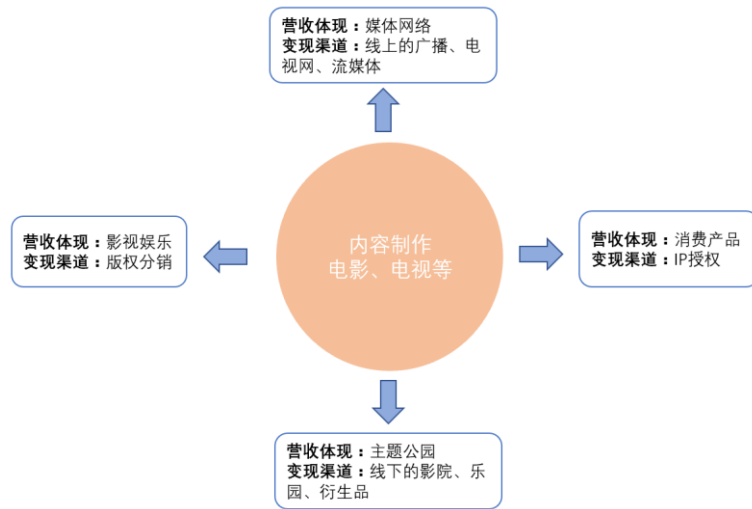 营收体现：媒体网络
变现渠道：线上的广播、电
视网、流媒体
内容制作
电影、电视等
营收体现：影视娱乐
变现渠道：版权分销
营收体现：消费产品
变现渠道：IP授权
营收体现：主题公园
变现渠道：线下的影院、乐
园、衍生品